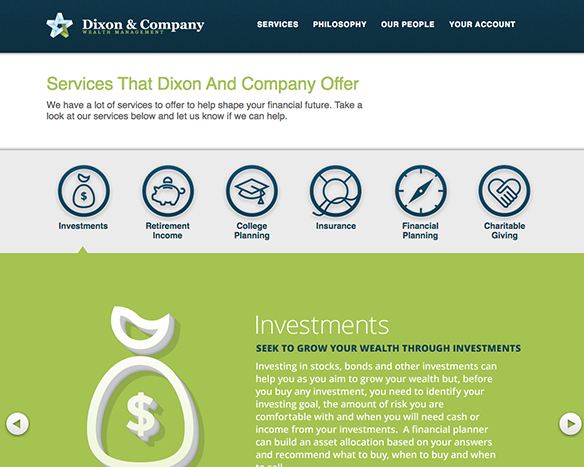 Dixon & Company
WEALTH MANAGEMENT
SERVICES PHILOSOPHY OUR PEOPLE YOUR ACCOUNT
Services That Dixon And Company Offer
We have a lot of services to offer to help shape your financial future. Take a
look at our services below and let us know if we can help.
$
Investments
Retirement
Income
College
Planning
Insurance
Financial
Planning
Charitable
Giving
$
Investments
SEEK TO GROW YOUR WEALTH THROUGH INVESTMENTS
Investing in stocks, bonds and other investments can
help you as you aim to grow your wealth but, before
you buy any investment, you need to identify your
investing goal, the amount of risk you are
comfortable with and when you will need cash or
income from your investments. A financial planner
can build an asset allocation based on your answers
and recommend what to buy, when to buy and when
to sell